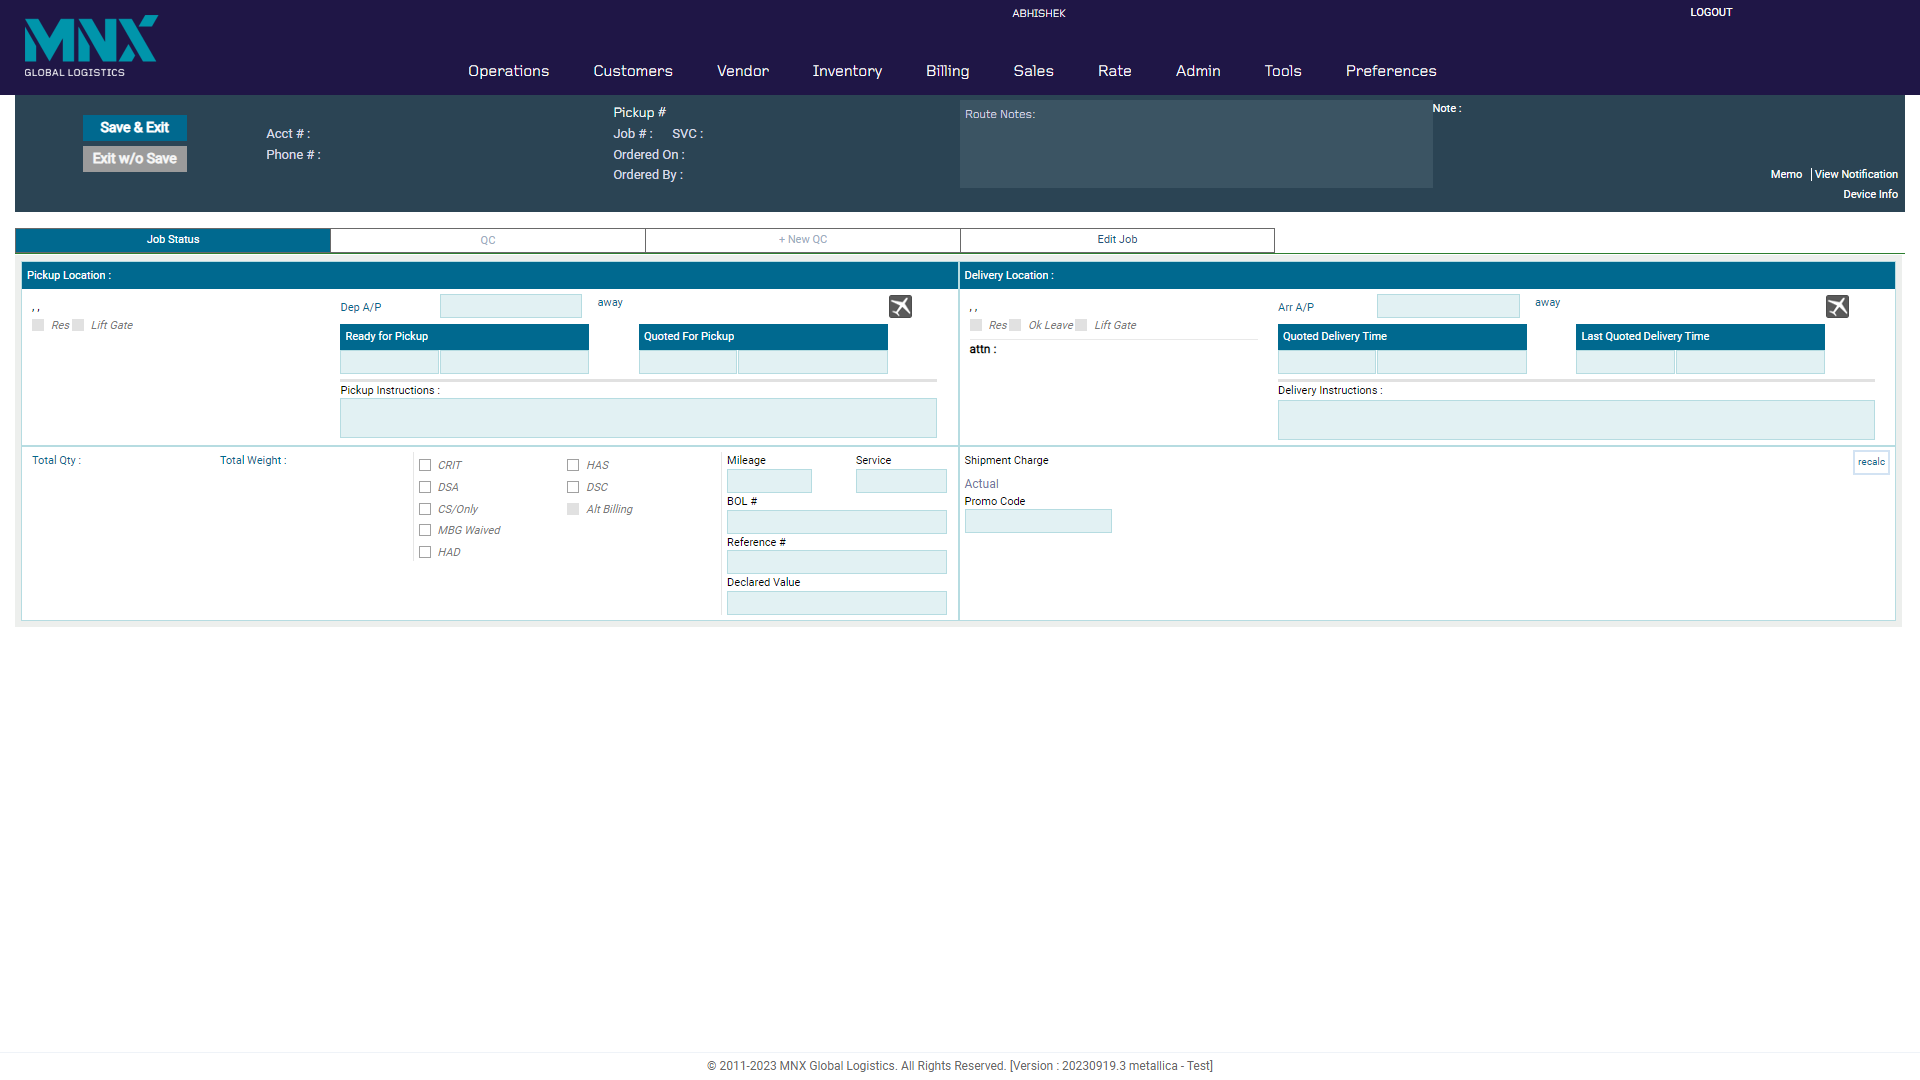 MNX
GLOBAL LOGISTICS
ABHISHEK
LOGOUT
Operations Customers Vendor Inventory Billing Sales Rate Admin Tools Preferences
Save & Exit
Exit w/o Save
Acct # :
Phone # :
Pickup #
Job # : SVC :
Ordered On :
Ordered By :
Route Notes:
Note :
Memo | View Notification
Device Info
Job Status QC + New QC Edit Job
Pickup Location :
, ,
Res Lift Gate
Dep A/P away
Ready for Pickup Quoted For Pickup
Pickup Instructions :
Delivery Location :
, ,
Res Ok Leave Lift Gate
attn :
Arr A/P away
Quoted Delivery Time Last Quoted Delivery Time
Delivery Instructions :
Total Qty : Total Weight :
CRIT HAS
DSA DSC
CS/Only Alt Billing
MBG Waived
HAD
Mileage Service
BOL #
Reference #
Declared Value
Shipment Charge recalc
Actual
Promo Code
© 2011-2023 MNX Global Logistics. All Rights Reserved. [Version : 20230919.3 metallica - Test]